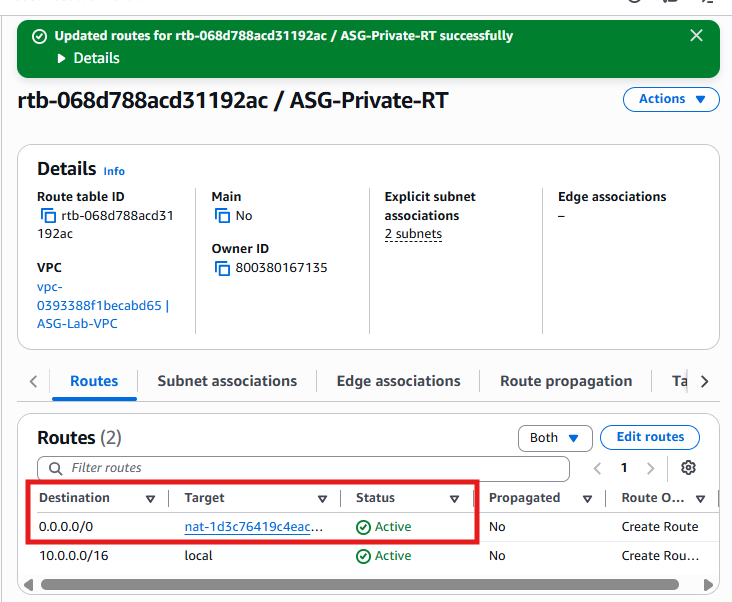 Updated routes for rtb-068d788acd31192ac / ASG-Private-RT successfully
Details
rtb-068d788acd31192ac / ASG-Private-RT
Actions
Details Info
Route table ID
rtb-068d788acd31
192ac
Main
No
Explicit subnet
associations
2 subnets
Edge associations
–
Owner ID
800380167135
VPC
vpc-
0393388f1becabd65 |
ASG-Lab-VPC
Routes Subnet associations Edge associations Route propagation Ta
Routes (2)
Both
Edit routes
Filter routes
1
Destination Target Status Propagated Route O...
0.0.0.0/0 nat-1d3c76419c4eac... Active No Create Route
10.0.0.0/16 local Active No Create Rou...